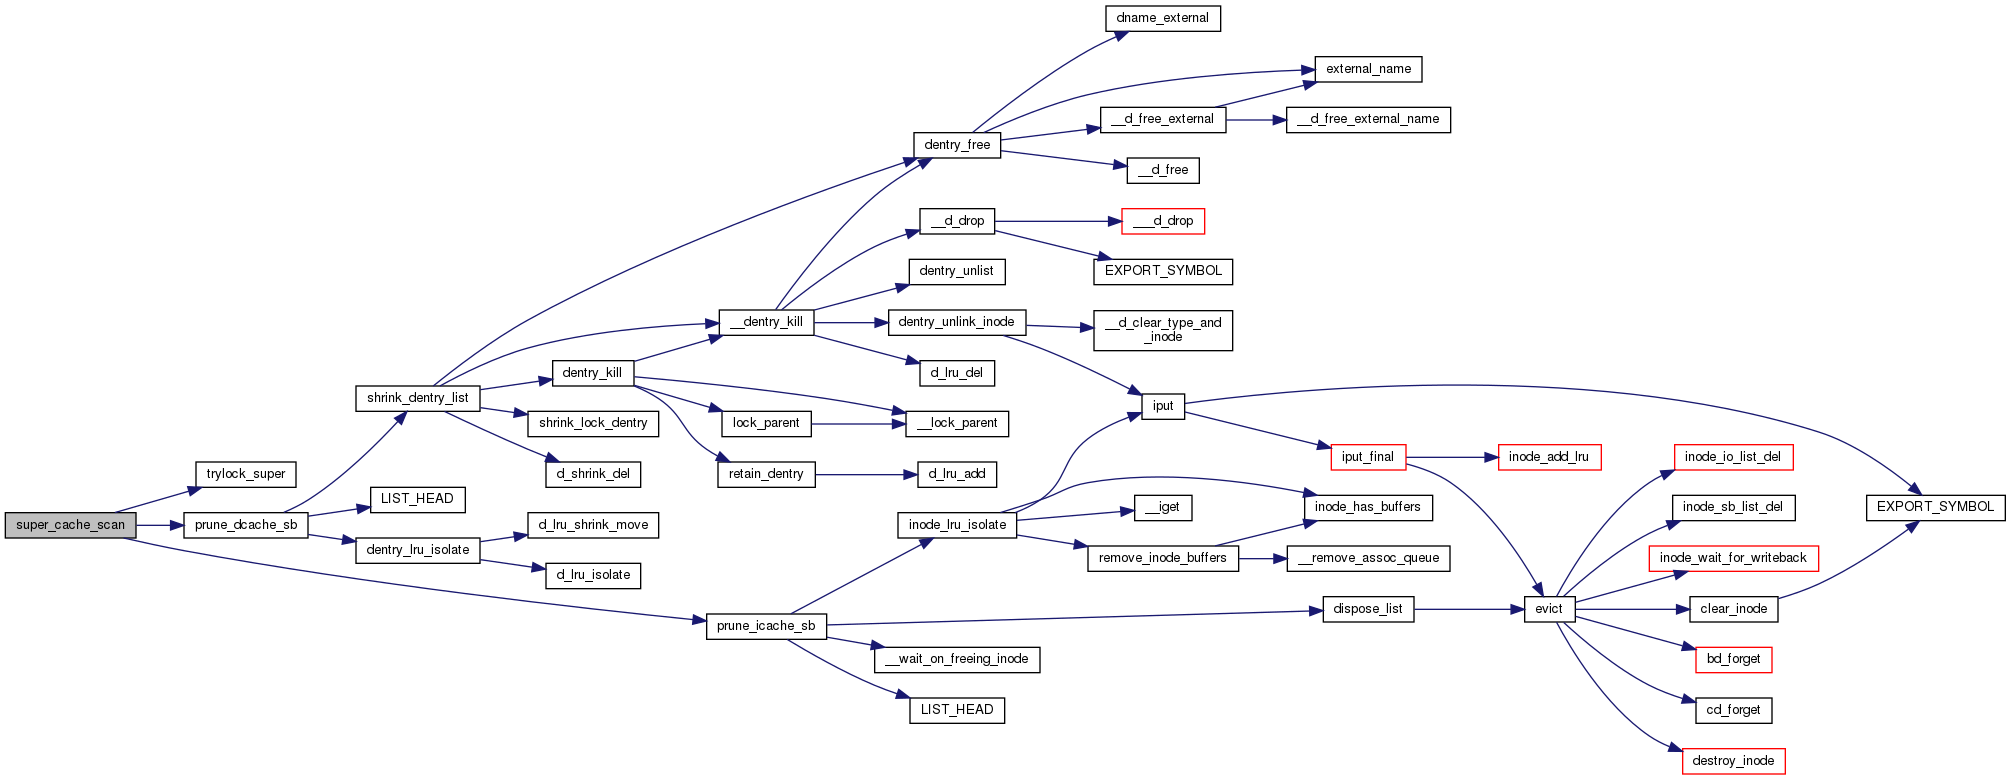 dname_external
external_name
__d_free_external
__d_free_external_name
dentry_free
__d_free
__d_drop
___d_drop
dentry_unlist
EXPORT_SYMBOL
__dentry_kill
dentry_unlink_inode
__d_clear_type_and
_inode
dentry_kill
d_lru_del
shrink_dentry_list
iput
shrink_lock_dentry
lock_parent
__lock_parent
iput_final
inode_add_lru
inode_io_list_del
trylock_super
d_shrink_del
retain_dentry
d_lru_add
LIST_HEAD
__iget
inode_has_buffers
inode_sb_list_del
EXPORT_SYMBOL
super_cache_scan
prune_dcache_sb
d_lru_shrink_move
inode_lru_isolate
dentry_lru_isolate
remove_inode_buffers
__remove_assoc_queue
inode_wait_for_writeback
d_lru_isolate
dispose_list
evict
clear_inode
prune_icache_sb
__wait_on_freeing_inode
bd_forget
LIST_HEAD
cd_forget
destroy_inode